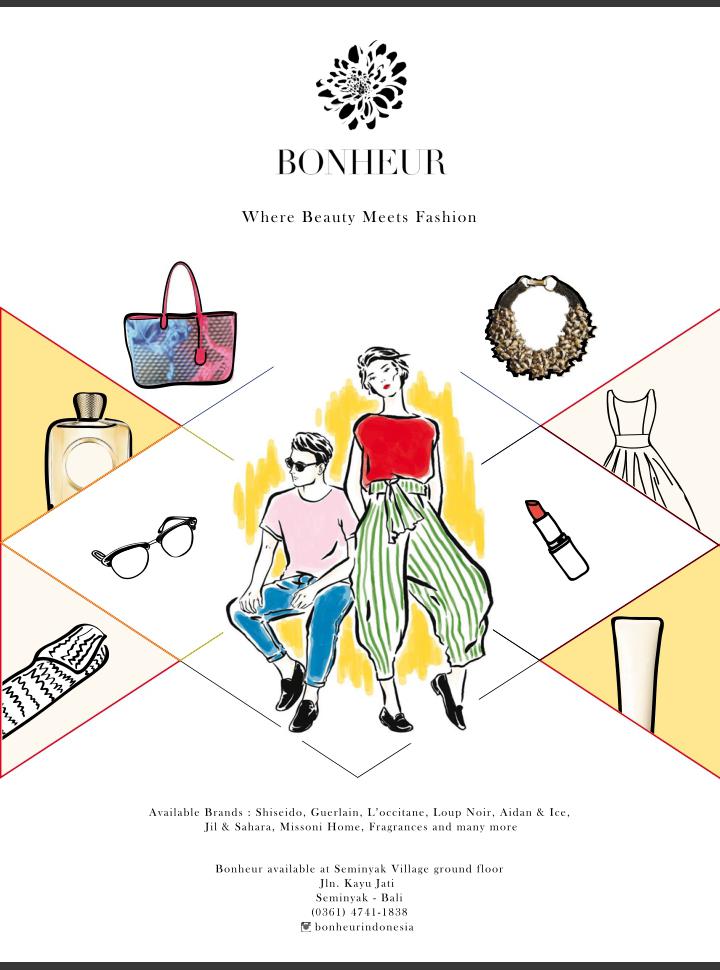 BONHEUR
Where Beauty Meets Fashion
Available Brands : Shiseido, Guerlain, L'occitane, Loup Noir, Aidan & Ice,
Jil & Sahara, Missoni Home, Fragrances and many more
Bonheur available at Seminyak Village ground floor
Jln. Kayu Jati
Seminyak - Bali
(0361) 4741-1838
bonheurindonesia